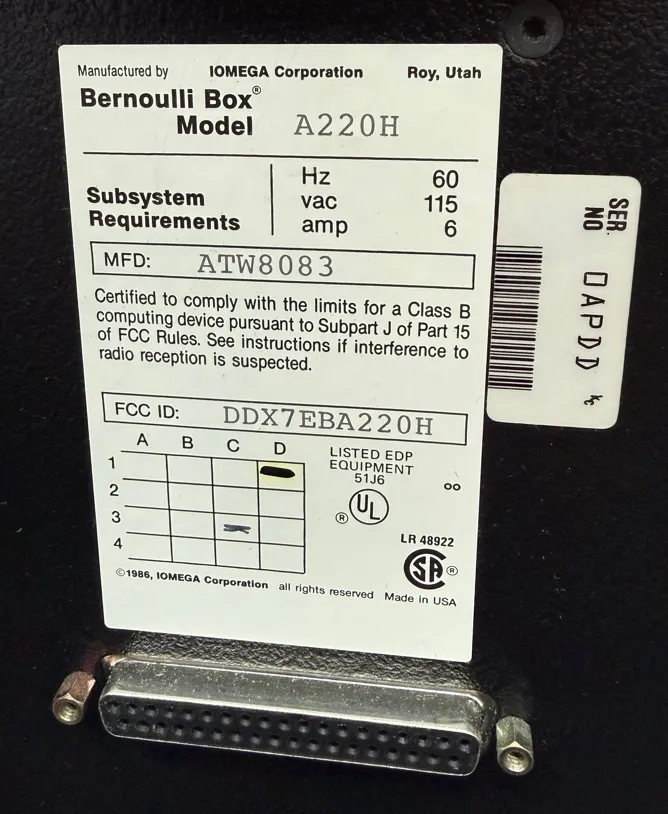 Manufactured by IOMEGA Corporation Roy, Utah
Bernoulli Box®
Model A220H
Subsystem Requirements
Hz 60
vac 115
amp 6
MFD: ATW8083
Certified to comply with the limits for a Class B
computing device pursuant to Subpart J of Part 15
of FCC Rules. See instructions if interference to
radio reception is suspected.
FCC ID: DDX7EBA220H
A B C D
1
2
3
4
LISTED EDP
EQUIPMENT
51J6
UL ®
LR 48922
SA ®
©1986, IOMEGA Corporation all rights reserved Made in USA
SER.
NO